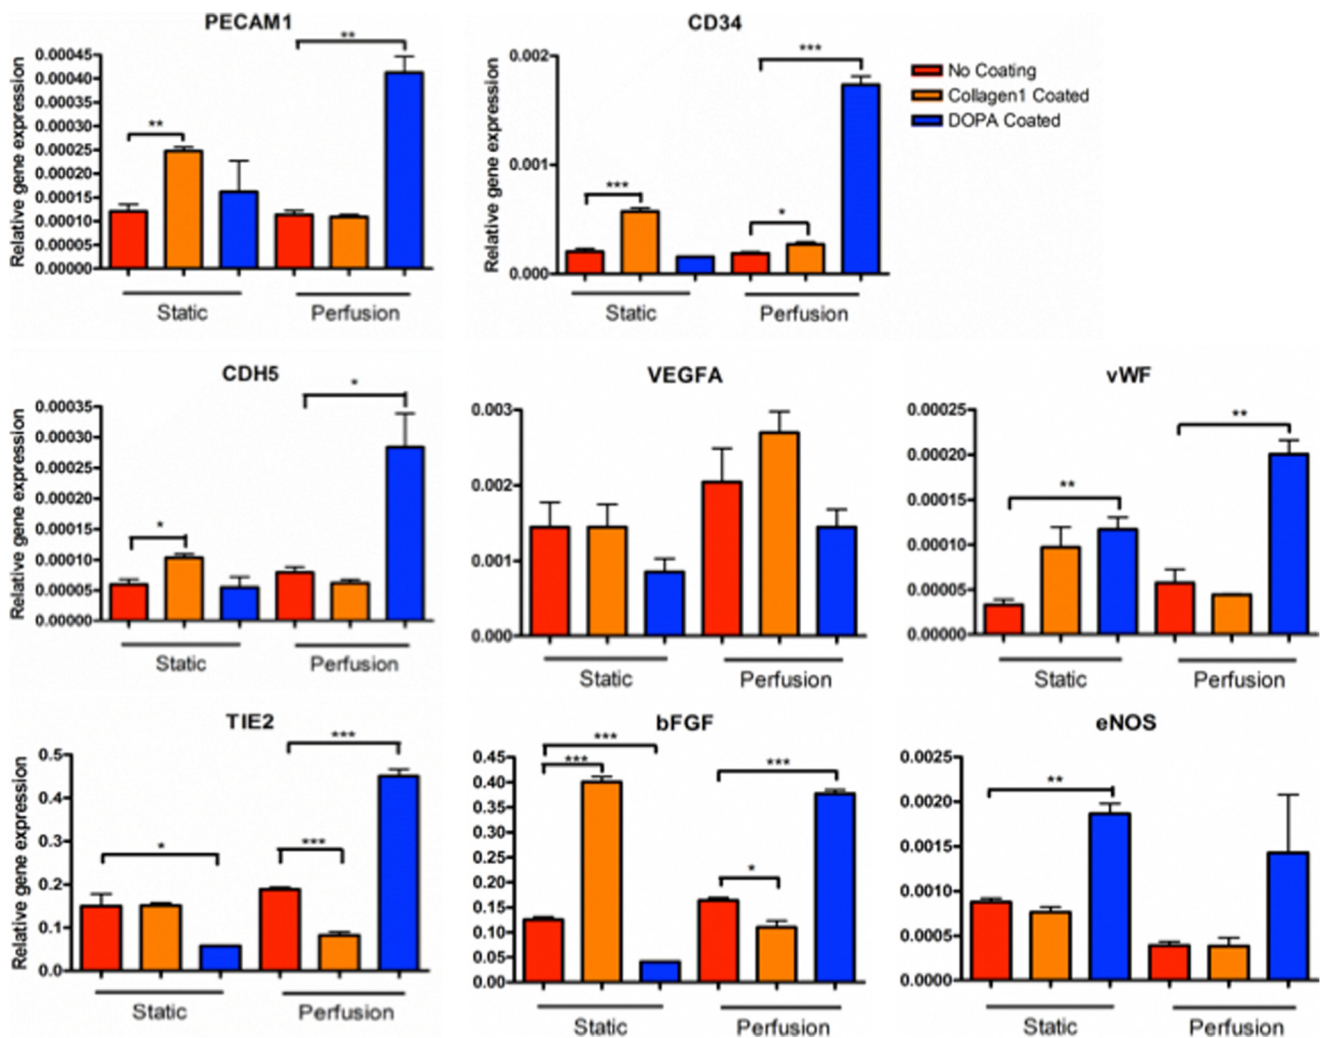 PECAM1
Relative gene expression
0.00045
0.00040
0.00035
0.00030
0.00025
0.00020
0.00015
0.00010
0.00005
0.00000
**
**
Static
Perfusion
CD34
Relative gene expression
0.002
0.001
0.000
***
*
***
Static
Perfusion
No Coating
Collagen1 Coated
DOPA Coated
CDH5
Relative gene expression
0.00035
0.00030
0.00025
0.00020
0.00015
0.00010
0.00005
0.00000
*
*
Static
Perfusion
VEGFA
0.003
0.002
0.001
0.000
Static
Perfusion
vWF
0.00025
0.00020
0.00015
0.00010
0.00005
0.00000
**
**
Static
Perfusion
TIE2
Relative gene expression
0.5
0.4
0.3
0.2
0.1
0.0
*
***
***
Static
Perfusion
bFGF
0.45
0.40
0.35
0.30
0.25
0.20
0.15
0.10
0.05
0.00
***
***
*
***
Static
Perfusion
eNOS
0.0025
0.0020
0.0015
0.0010
0.0005
0.0000
**
Static
Perfusion